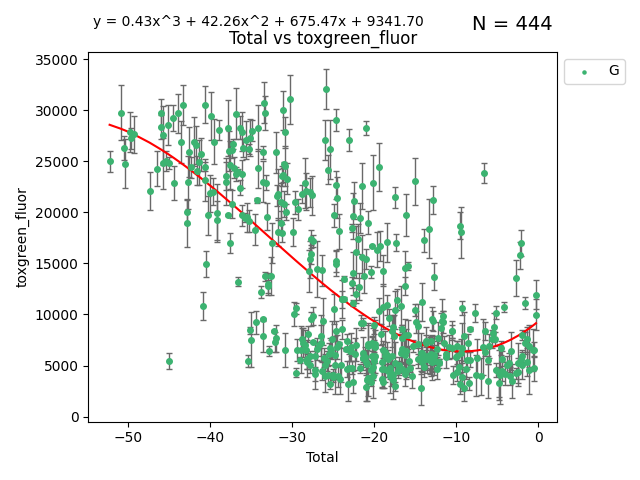 y = 0.43x^3 + 42.26x^2 + 675.47x + 9341.70
N = 444
Total vs toxgreen_fluor
35000
30000
25000
20000
15000
10000
5000
0
toxgreen_fluor
−50
−40
−30
−20
−10
0
Total
G